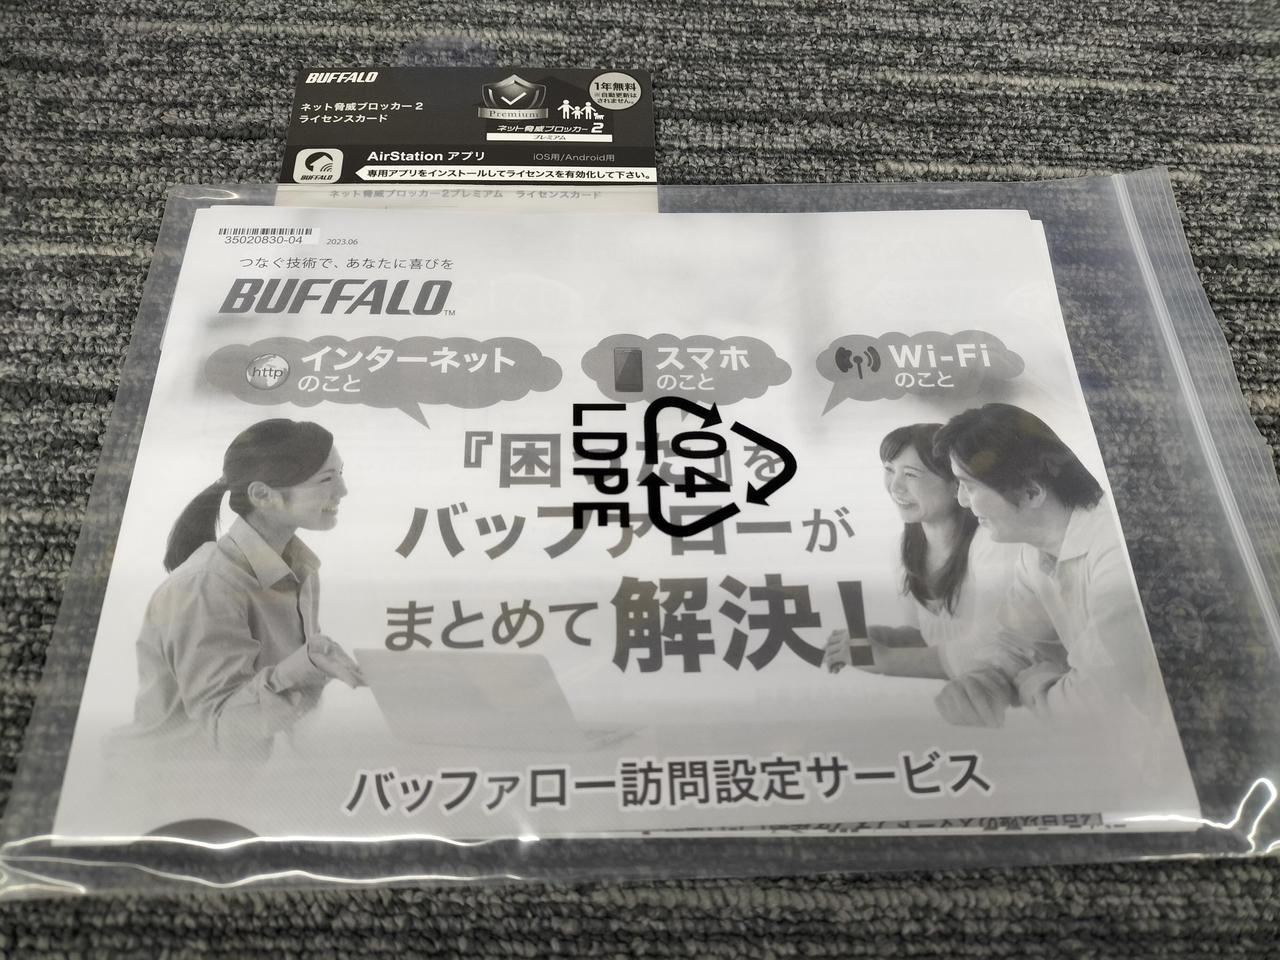 BUFFALO
ネット脅威ブロッカー 2
ライセンスカード
Premium
1年無料
※自動更新は
されません。
ネット脅威ブロッカー 2
プレミアム
AirStation アプリ
iOS用/Android用
BUFFALO
専用アプリをインストールしてライセンスを有効化して下さい。
ネット脅威ブロッカー2プレミアム ライセンスカード
35020830-04
2023.06
つなぐ技術で、あなたに喜びを
BUFFALO™
http
インターネット
のこと
スマホ
のこと
Wi-Fi
のこと
『困った』を
バッファローが
まとめて解決!
04
LDPE
バッファロー訪問設定サービス